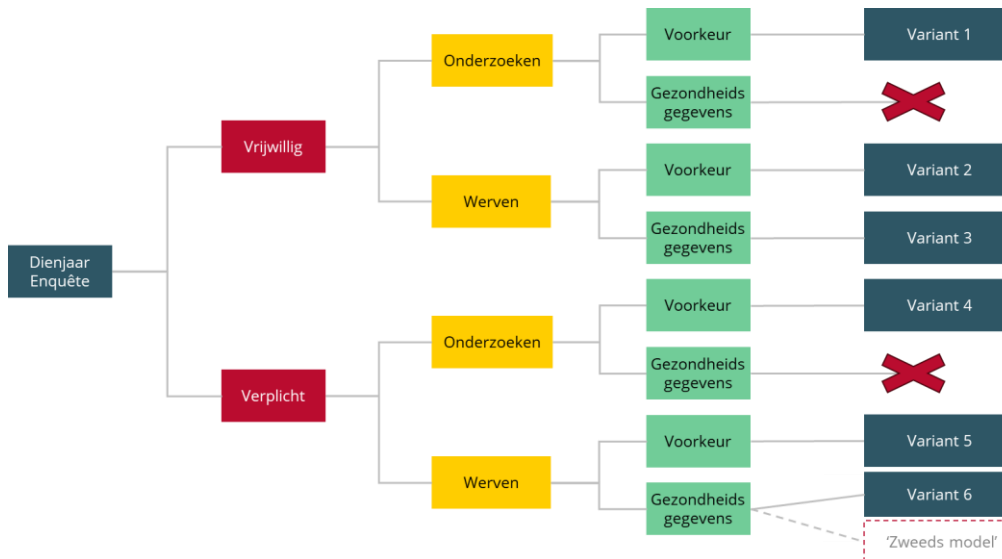 Voorkeur
Variant 1
Onderzoeken
Gezondheids
gegevens
Vrijwillig
Voorkeur
Variant 2
Werven
Gezondheids
gegevens
Variant 3
Dienjaar
Enquête
Voorkeur
Variant 4
Onderzoeken
Gezondheids
gegevens
Verplicht
Voorkeur
Variant 5
Werven
Gezondheids
gegevens
Variant 6
‘Zweeds model’